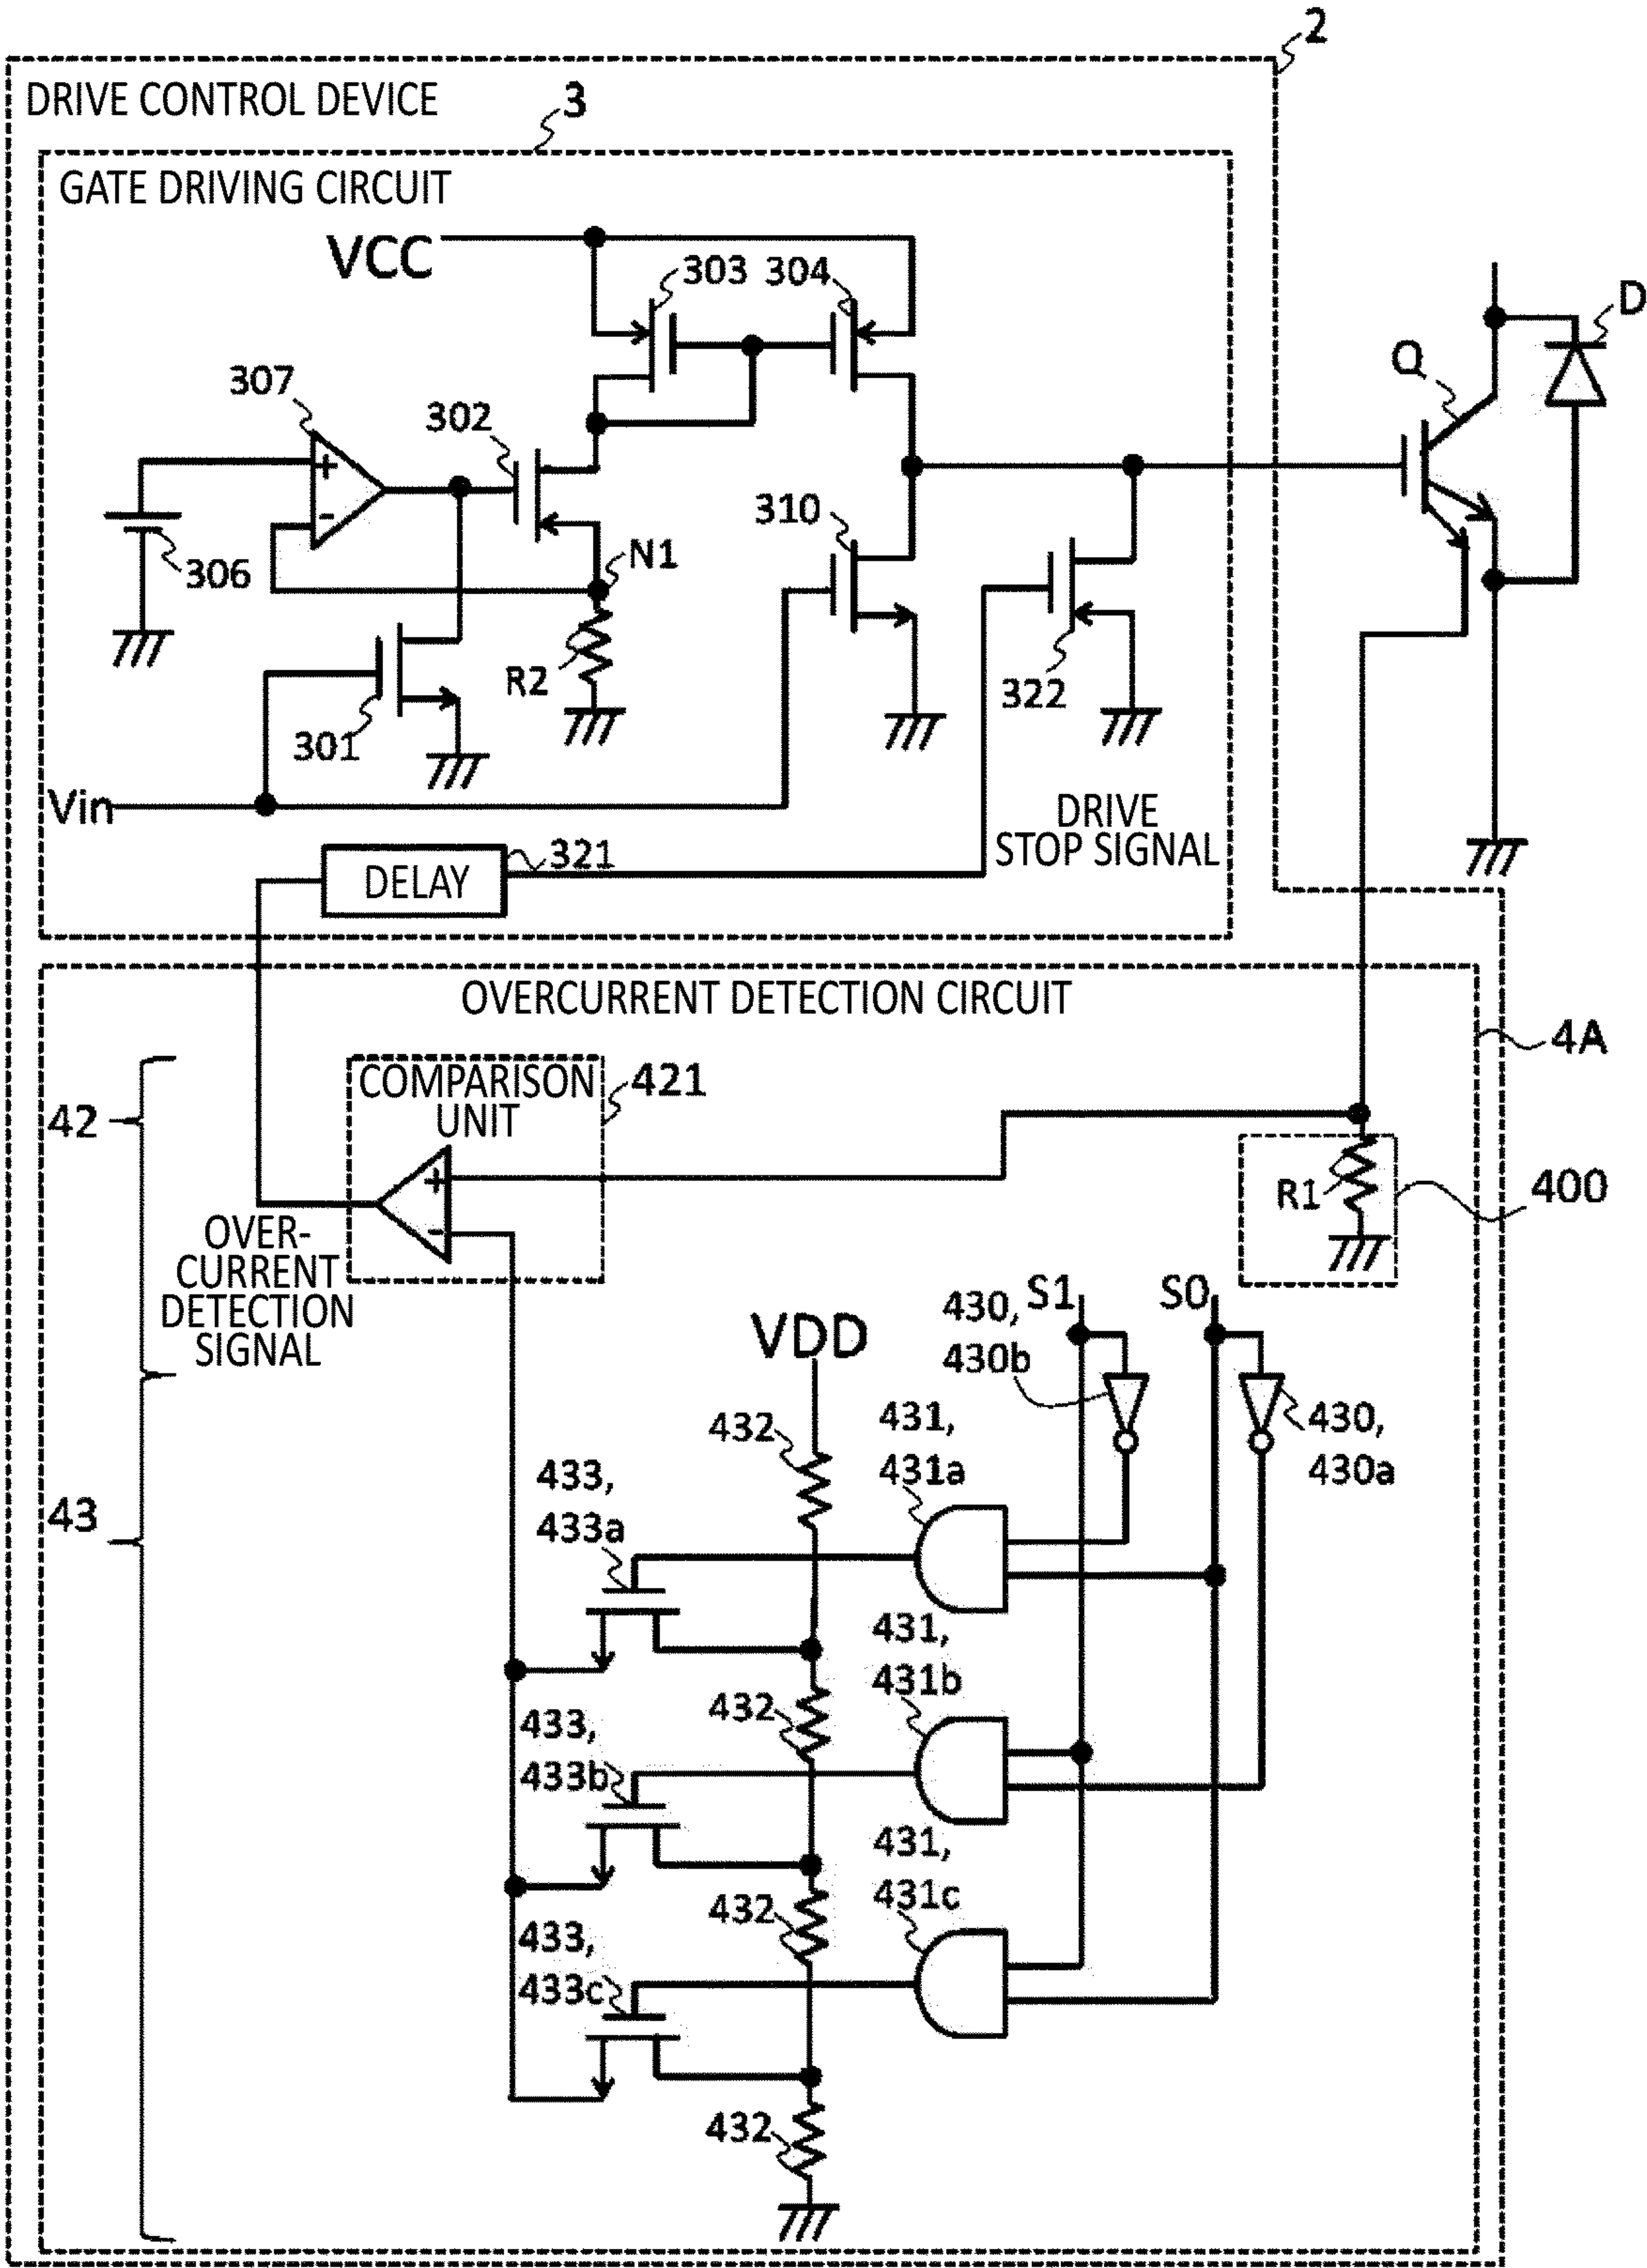 2
DRIVE CONTROL DEVICE
3
GATE DRIVING CIRCUIT
VCC
303
304
D
Q
307
302
+
-
310
N1
306
R2
322
301
Vin
DRIVE
STOP SIGNAL
321
DELAY
OVERCURRENT DETECTION CIRCUIT
4A
COMPARISON
UNIT
421
42
+
-
R1
400
OVER-
CURRENT
DETECTION
SIGNAL
S1
S0
430,
430b
VDD
432
431,
431a
430,
430a
433,
433a
43
431,
431b
432
433,
433b
431,
431c
432
433,
433c
432